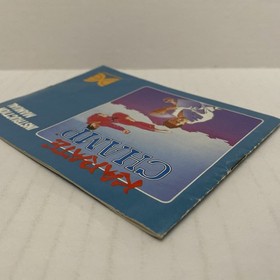 KARATE
CHAMP
INSTRUCTION
MANUAL